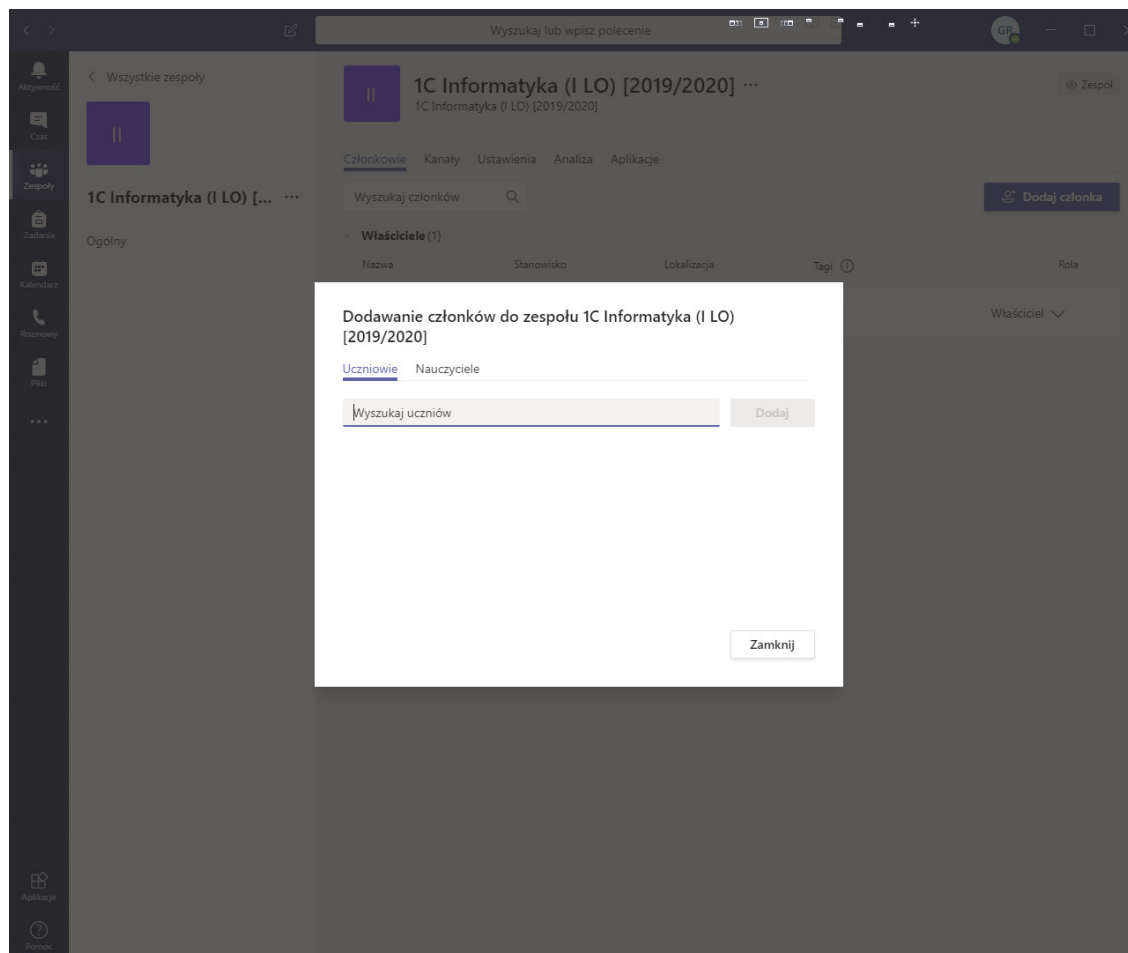 Wyszukaj lub wpisz polecenie
GR
Aktywność
Czat
Zespoły
Zadania
Kalendarz
Rozmowy
Pliki
Aplikacje
Pomoc
Wszystkie zespoły
II
1C Informatyka (I LO) [... ···
Ogólny
II
1C Informatyka (I LO) [2019/2020] ···
1C Informatyka (I LO) [2019/2020]
Zespół
Członkowie Kanały Ustawienia Analiza Aplikacje
Wyszukaj członków
Dodaj członka
Właściciele (1)
Nazwa Stanowisko Lokalizacja Tagi Rola
Właściciel
Dodawanie członków do zespołu 1C Informatyka (I LO)
[2019/2020]
Uczniowie Nauczyciele
Wyszukaj uczniów Dodaj
Zamknij